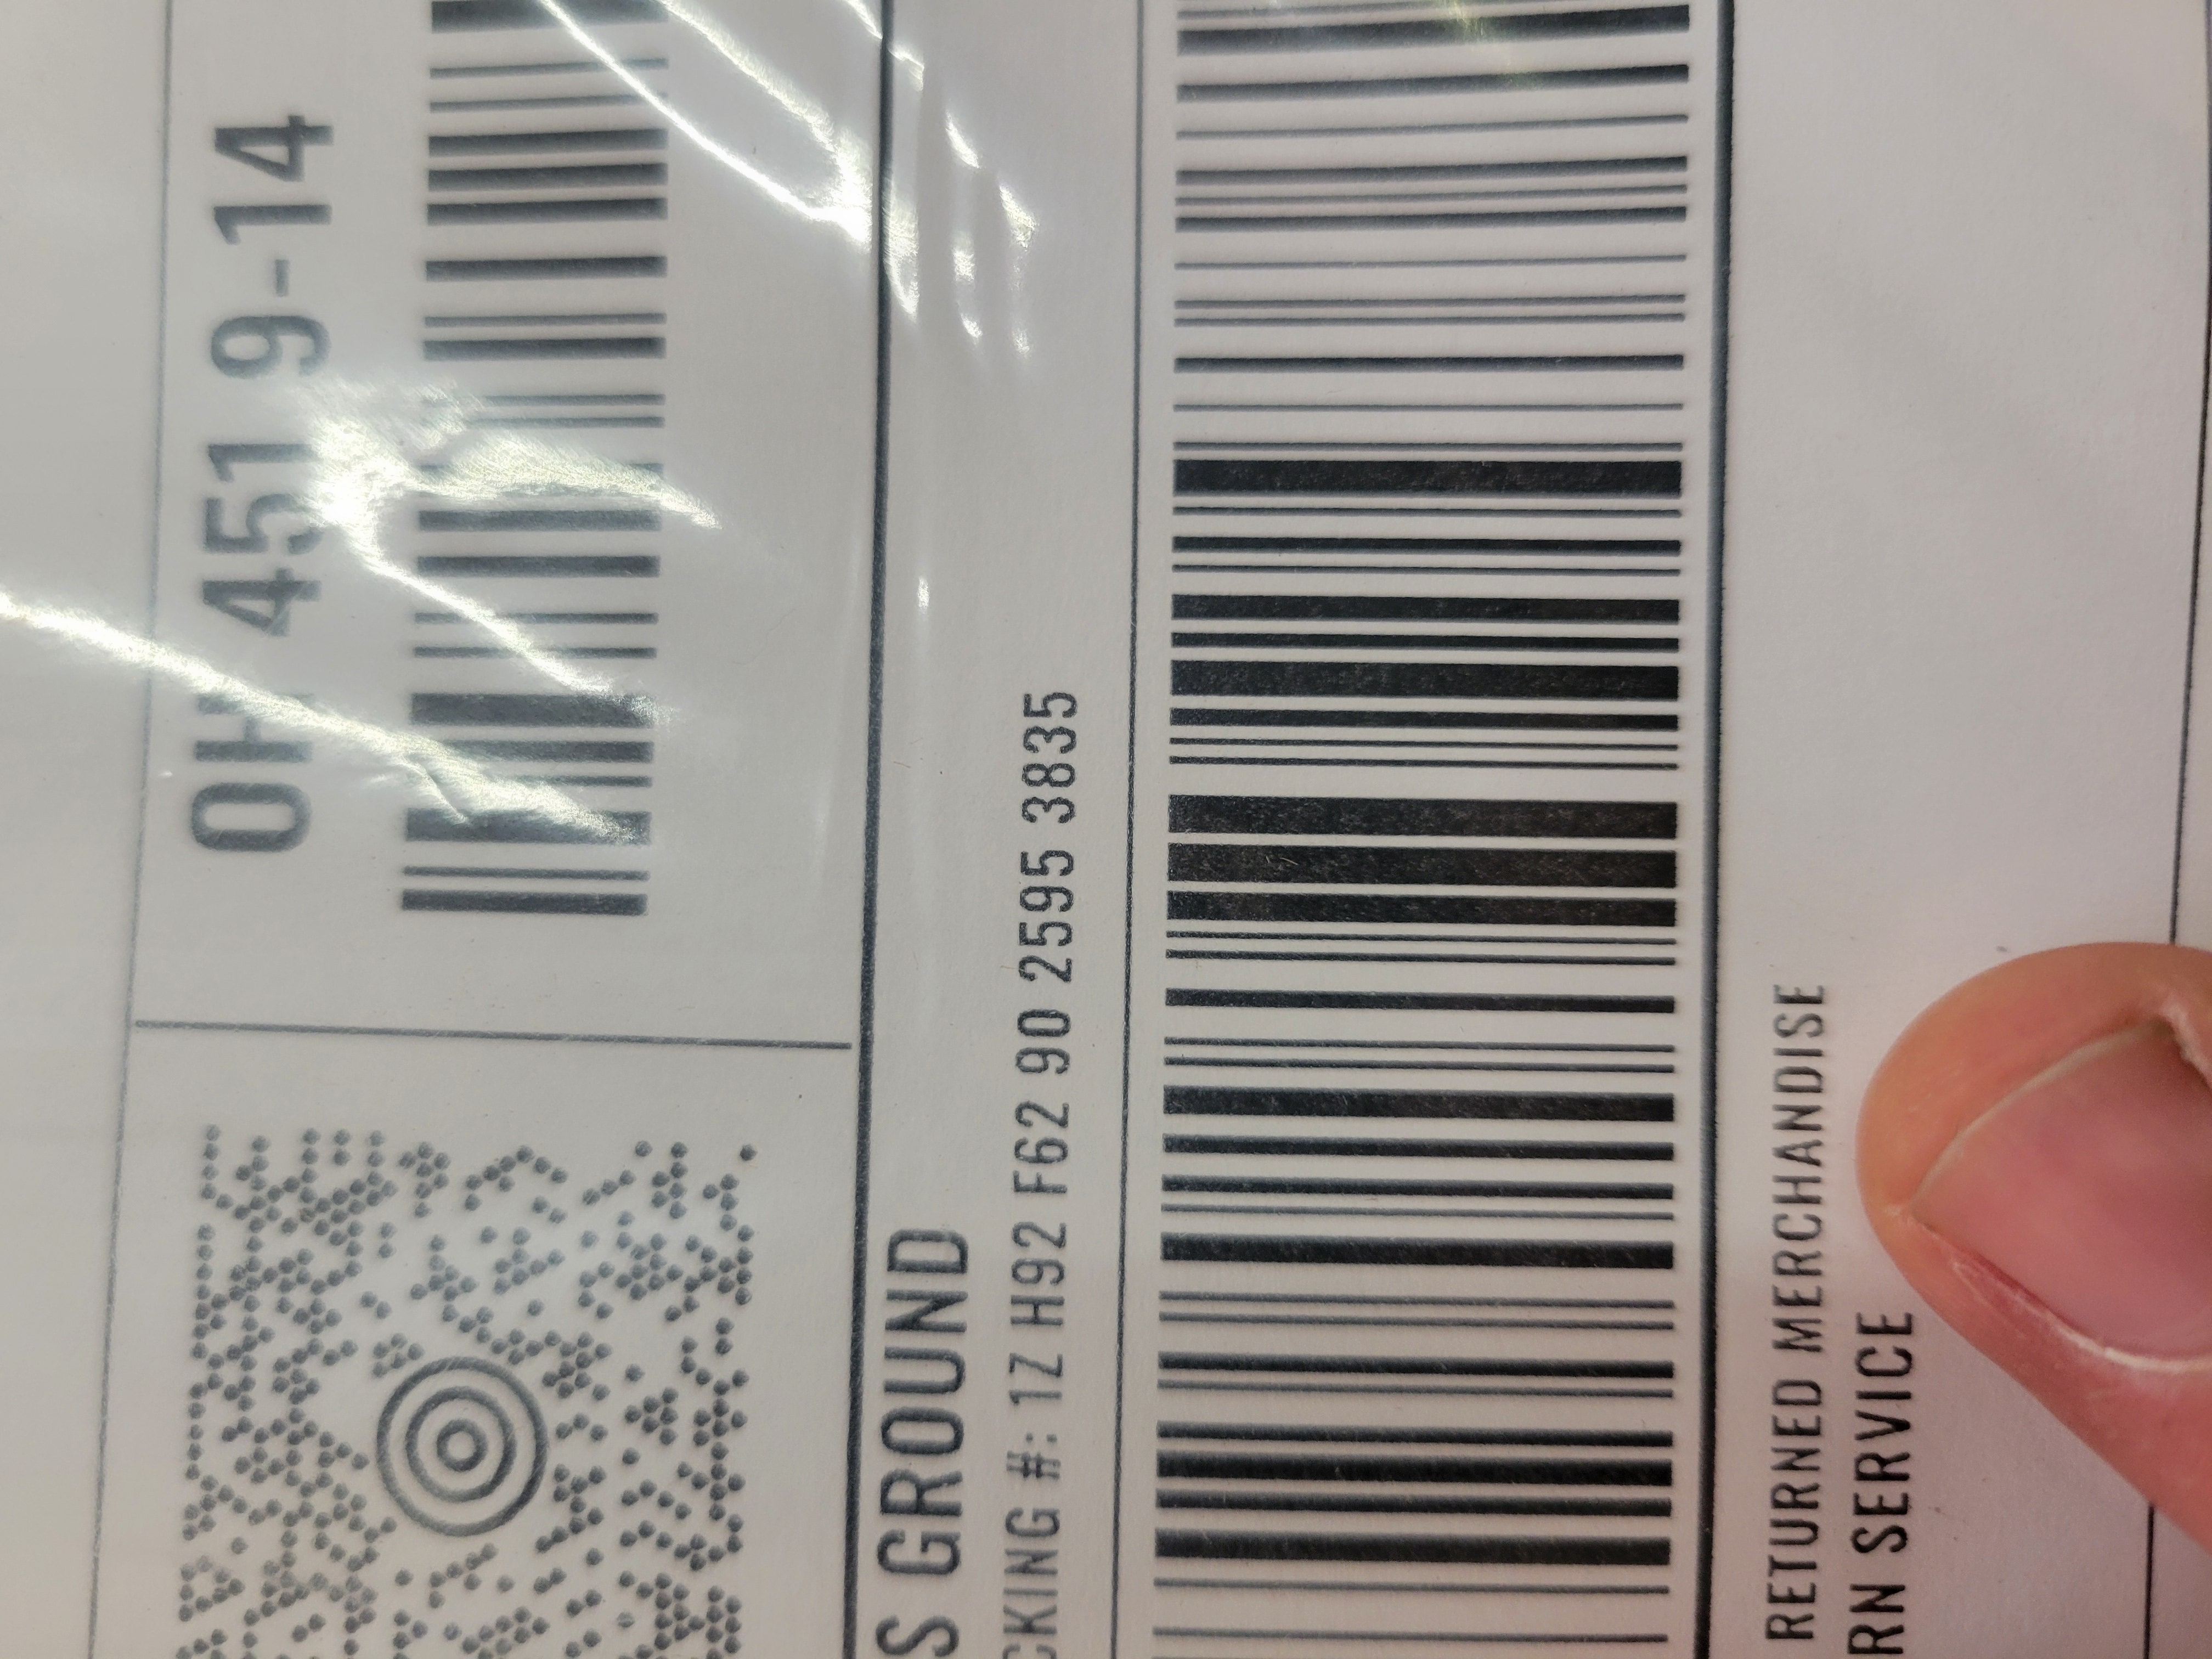 OH 451 9-14
S GROUND
CKING #: 1Z H92 F62 90 2595 3835
RETURNED MERCHANDISE
RN SERVICE